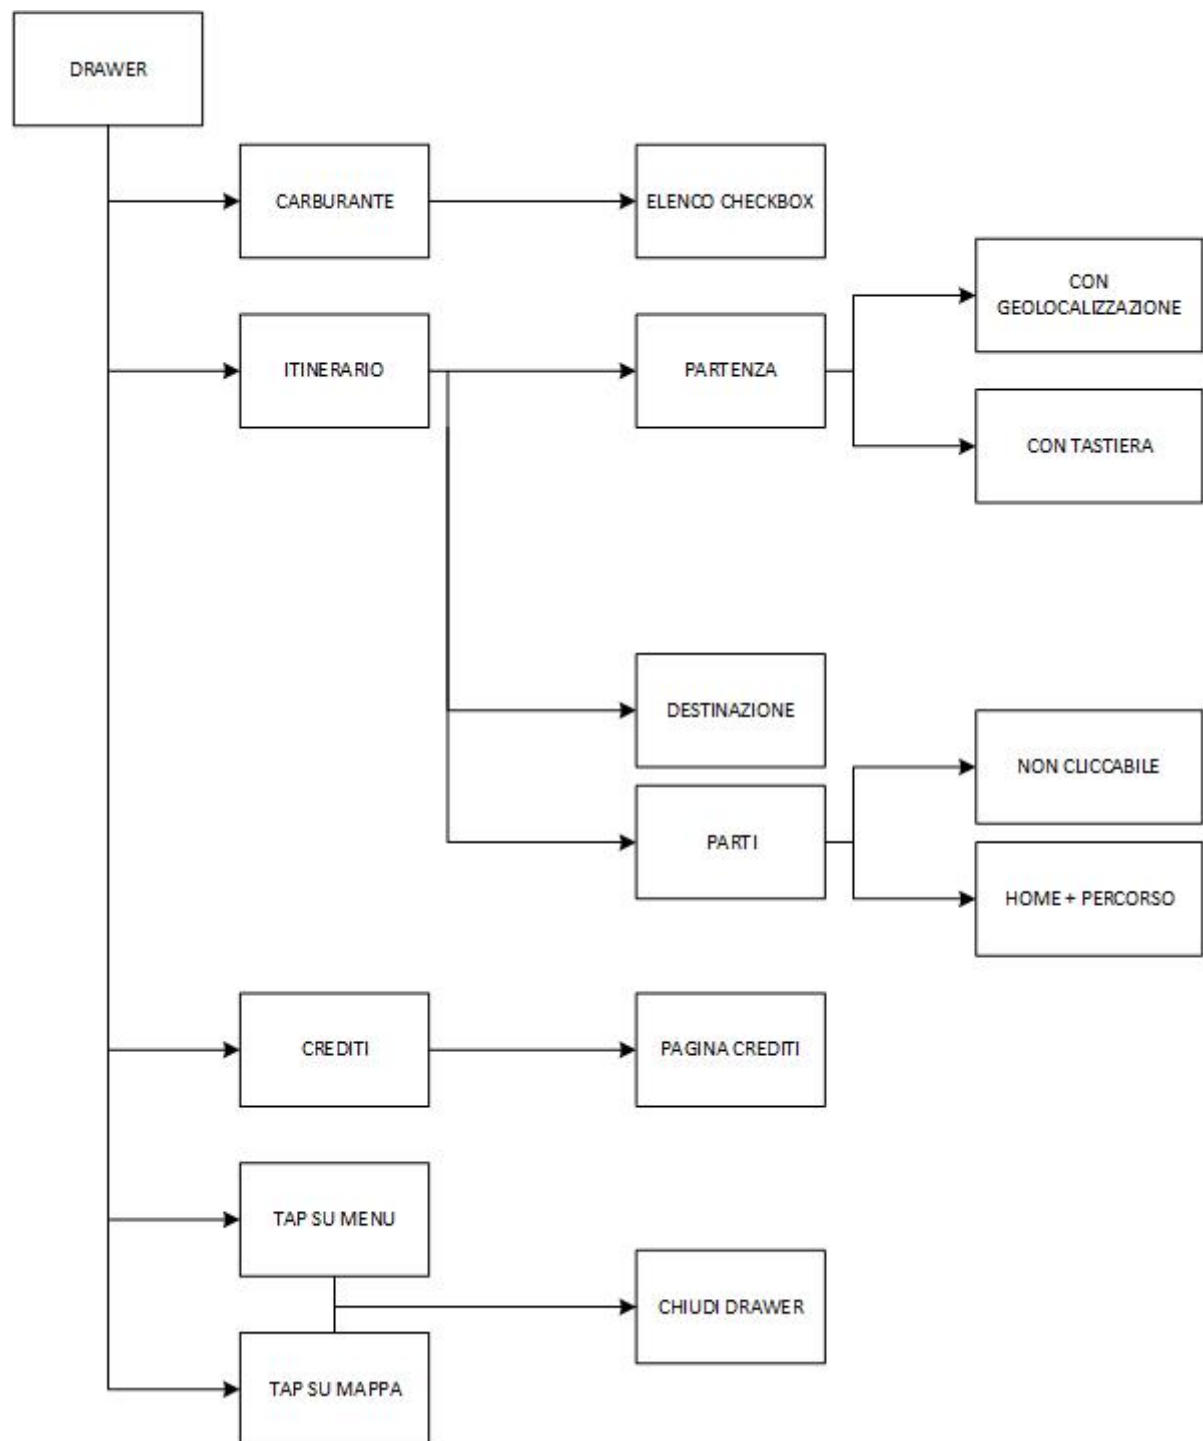 DRAWER
CARBURANTE
ELENCO CHECKBOX
CON
GEOLOCALIZZAZIONE
ITINERARIO
PARTENZA
CON TASTIERA
DESTINAZIONE
NON CLICCABILE
PARTI
HOME + PERCORSO
CREDITI
PAGINA CREDITI
TAP SU MENU
CHIUDI DRAWER
TAP SU MAPPA